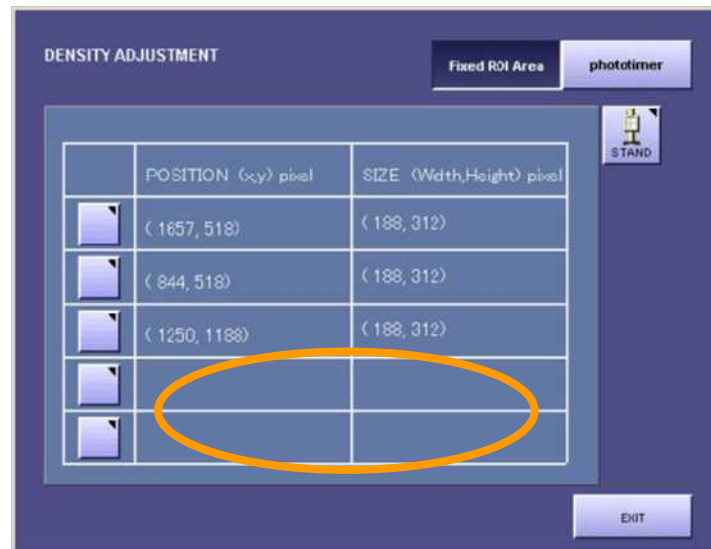 DENSITY ADJUSTMENT
Fixed ROI Area
phototimer
STAND
POSITION (x,y) pixel
SIZE (Width,Height) pixel
( 1657, 518)
( 188, 312)
( 844, 518)
( 188, 312)
( 1250, 1188)
( 188, 312)
EXIT